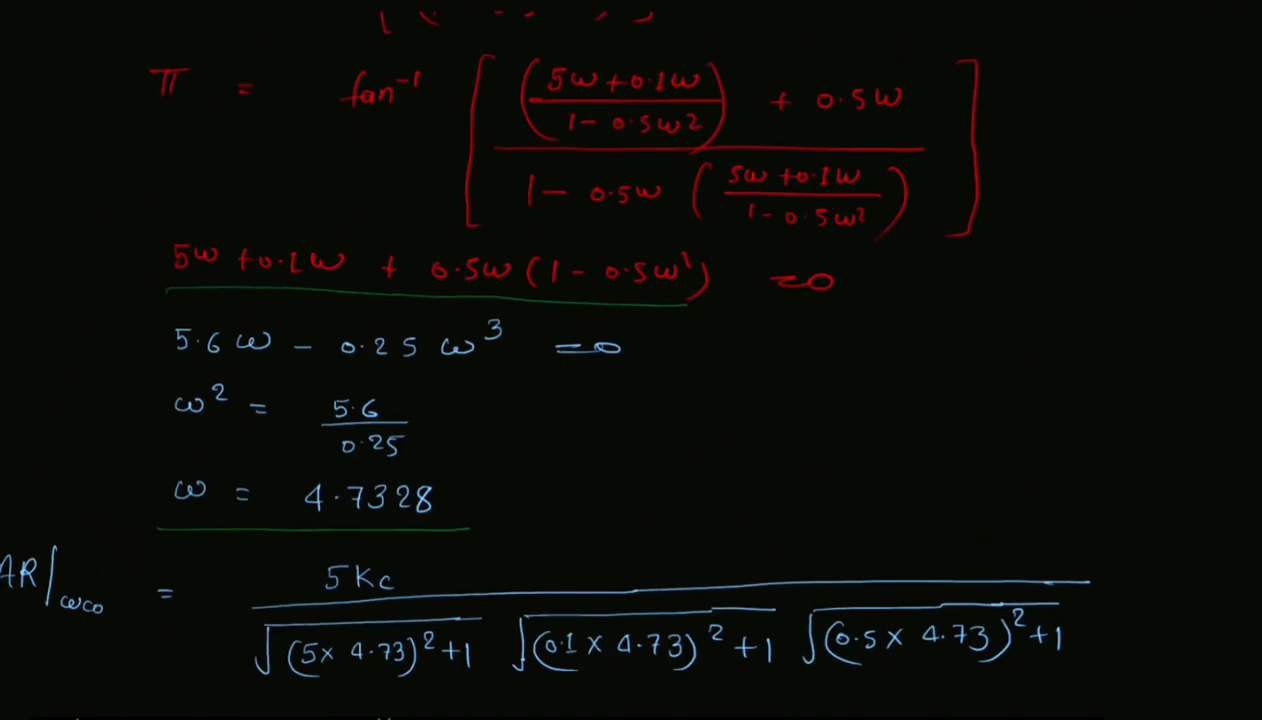 π = tan⁻¹ [ ( (5ω + 0.1ω) / (1 - 0.5ω2) ) + 0.5ω / 1 - 0.5ω ( (5ω + 0.1ω) / (1 - 0.5ω²) ) ]
5ω + 0.1ω + 0.5ω (1 - 0.5ω²) = 0
5.6ω - 0.25 ω³ = 0
ω² = 5.6 / 0.25
ω = 4.7328
AR|ωco = 5Kc / √((5× 4.73)²+1) √((0.1 × 4.73)² +1) √((0.5× 4.73)²+1)